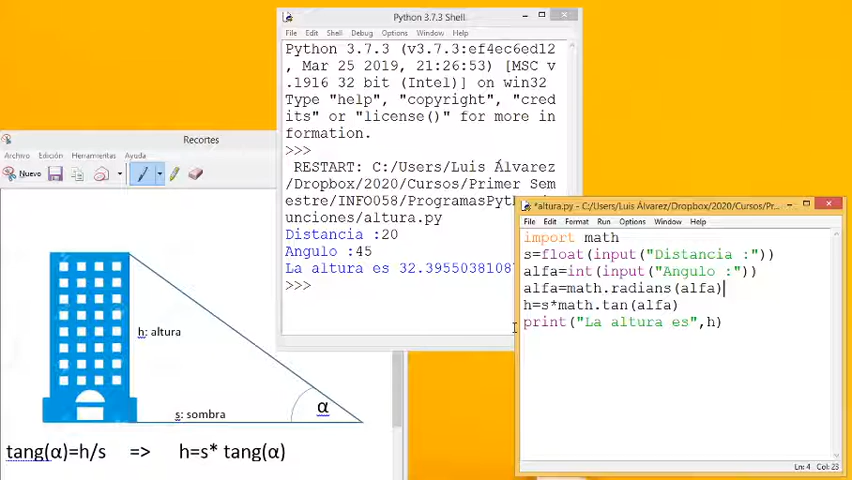 Python 3.7.3 Shell
File Shell Debug Options Window Help
Python 3.7.3 (v3.7.3:ef4ec6ed12
, Mar 25 2019, 21:26:53) [MSC v
.1916 32 bit (Intel)] on win32
Type "help", "copyright", "cred
its" or "license()" for more in
formation.
>>>
RESTART: C:/Users/Luis Álvarez
/Dropbox/2020/Cursos/Primer Sem
estre/INFO058/ProgramasPyth
unciones/altura.py
Distancia :20
Angulo :45
La altura es 32.3955038108
>>>
Recortes
Archivo Edición Herramientas Ayuda
Nuevo
h: altura
s: sombra
α
tang(α)=h/s => h=s* tang(α)
*altura.py - C:/Users/Luis Álvarez/Dropbox/2020/Cursos/Pr...
File Edit Format Run Options Window Help
import math
s=float(input("Distancia :"))
alfa=int(input("Angulo :"))
alfa=math.radians(alfa)
h=s*math.tan(alfa)
print("La altura es",h)
Ln: 4 Col: 23